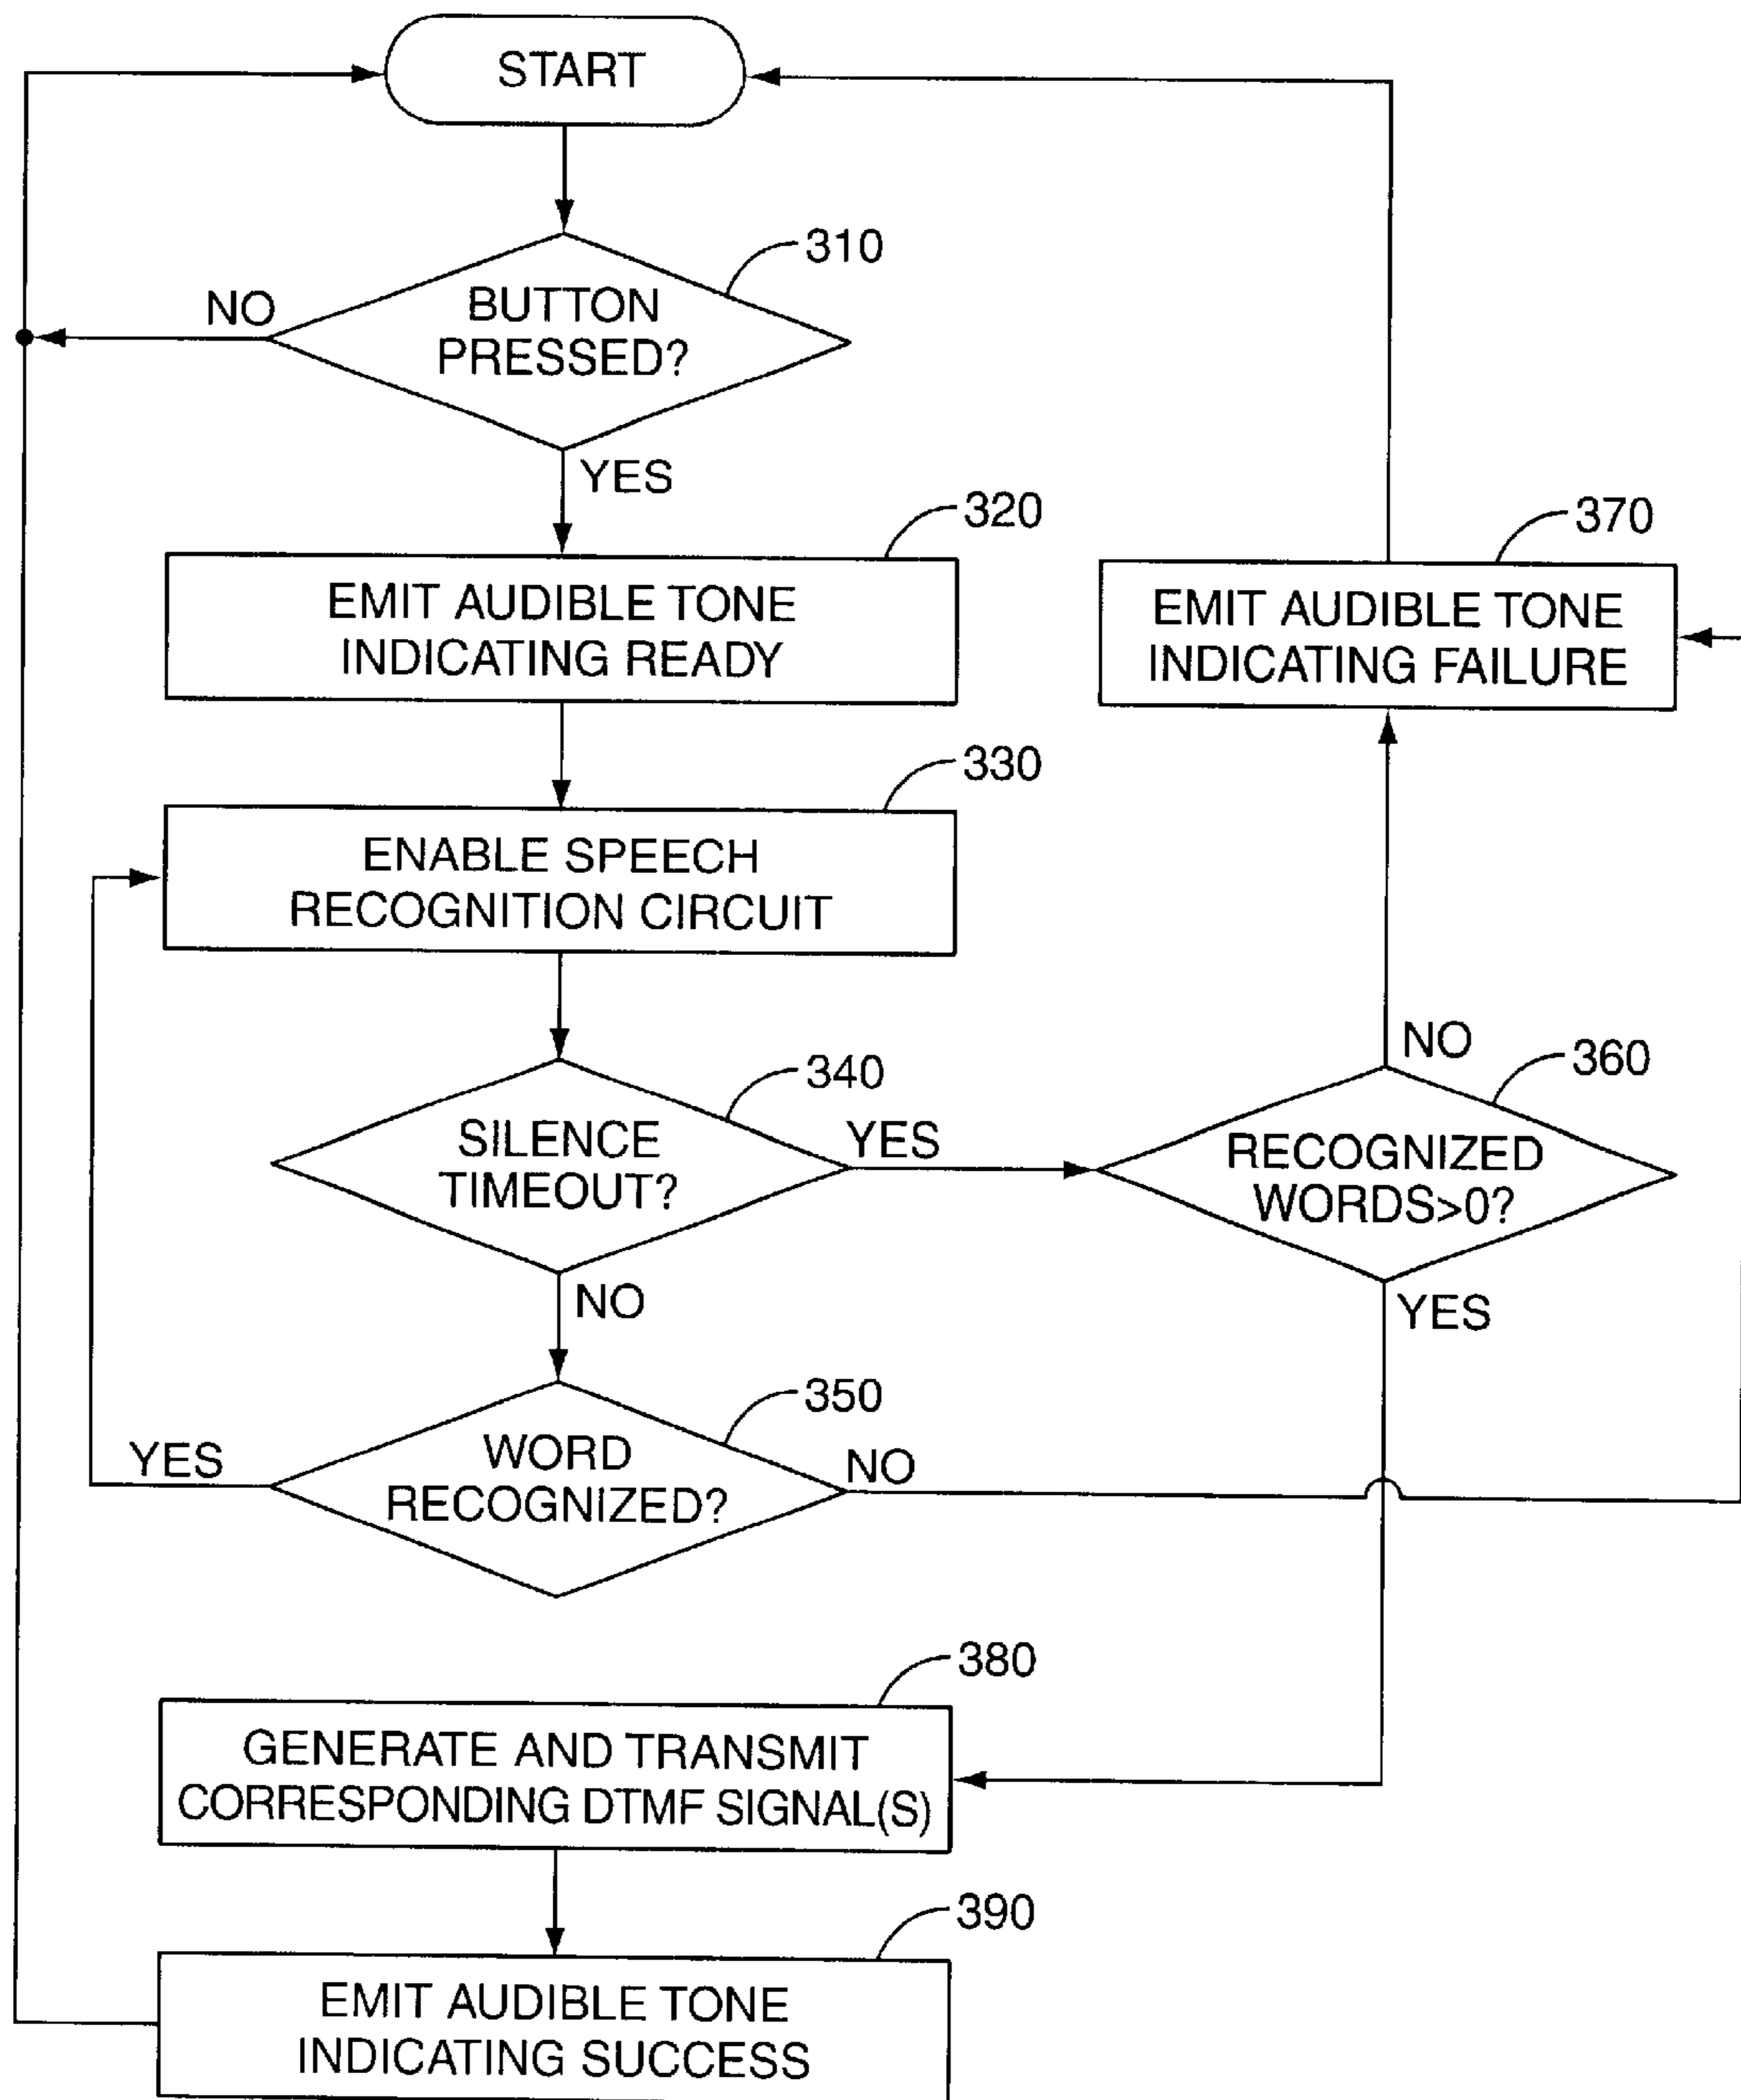 START
310
BUTTON
PRESSED?
NO
YES
320
EMIT AUDIBLE TONE
INDICATING READY
370
EMIT AUDIBLE TONE
INDICATING FAILURE
330
ENABLE SPEECH
RECOGNITION CIRCUIT
340
SILENCE
TIMEOUT?
YES
NO
360
RECOGNIZED
WORDS>0?
NO
YES
350
WORD
RECOGNIZED?
YES
NO
380
GENERATE AND TRANSMIT
CORRESPONDING DTMF SIGNAL(S)
390
EMIT AUDIBLE TONE
INDICATING SUCCESS